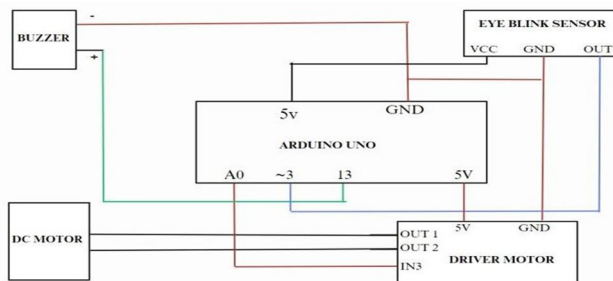 BUZZER
-
+
EYE BLINK SENSOR
VCC GND OUT
5v GND
ARDUINO UNO
A0 ~3 13 5V
DC MOTOR
OUT 1
OUT 2
IN3
5V GND
DRIVER MOTOR